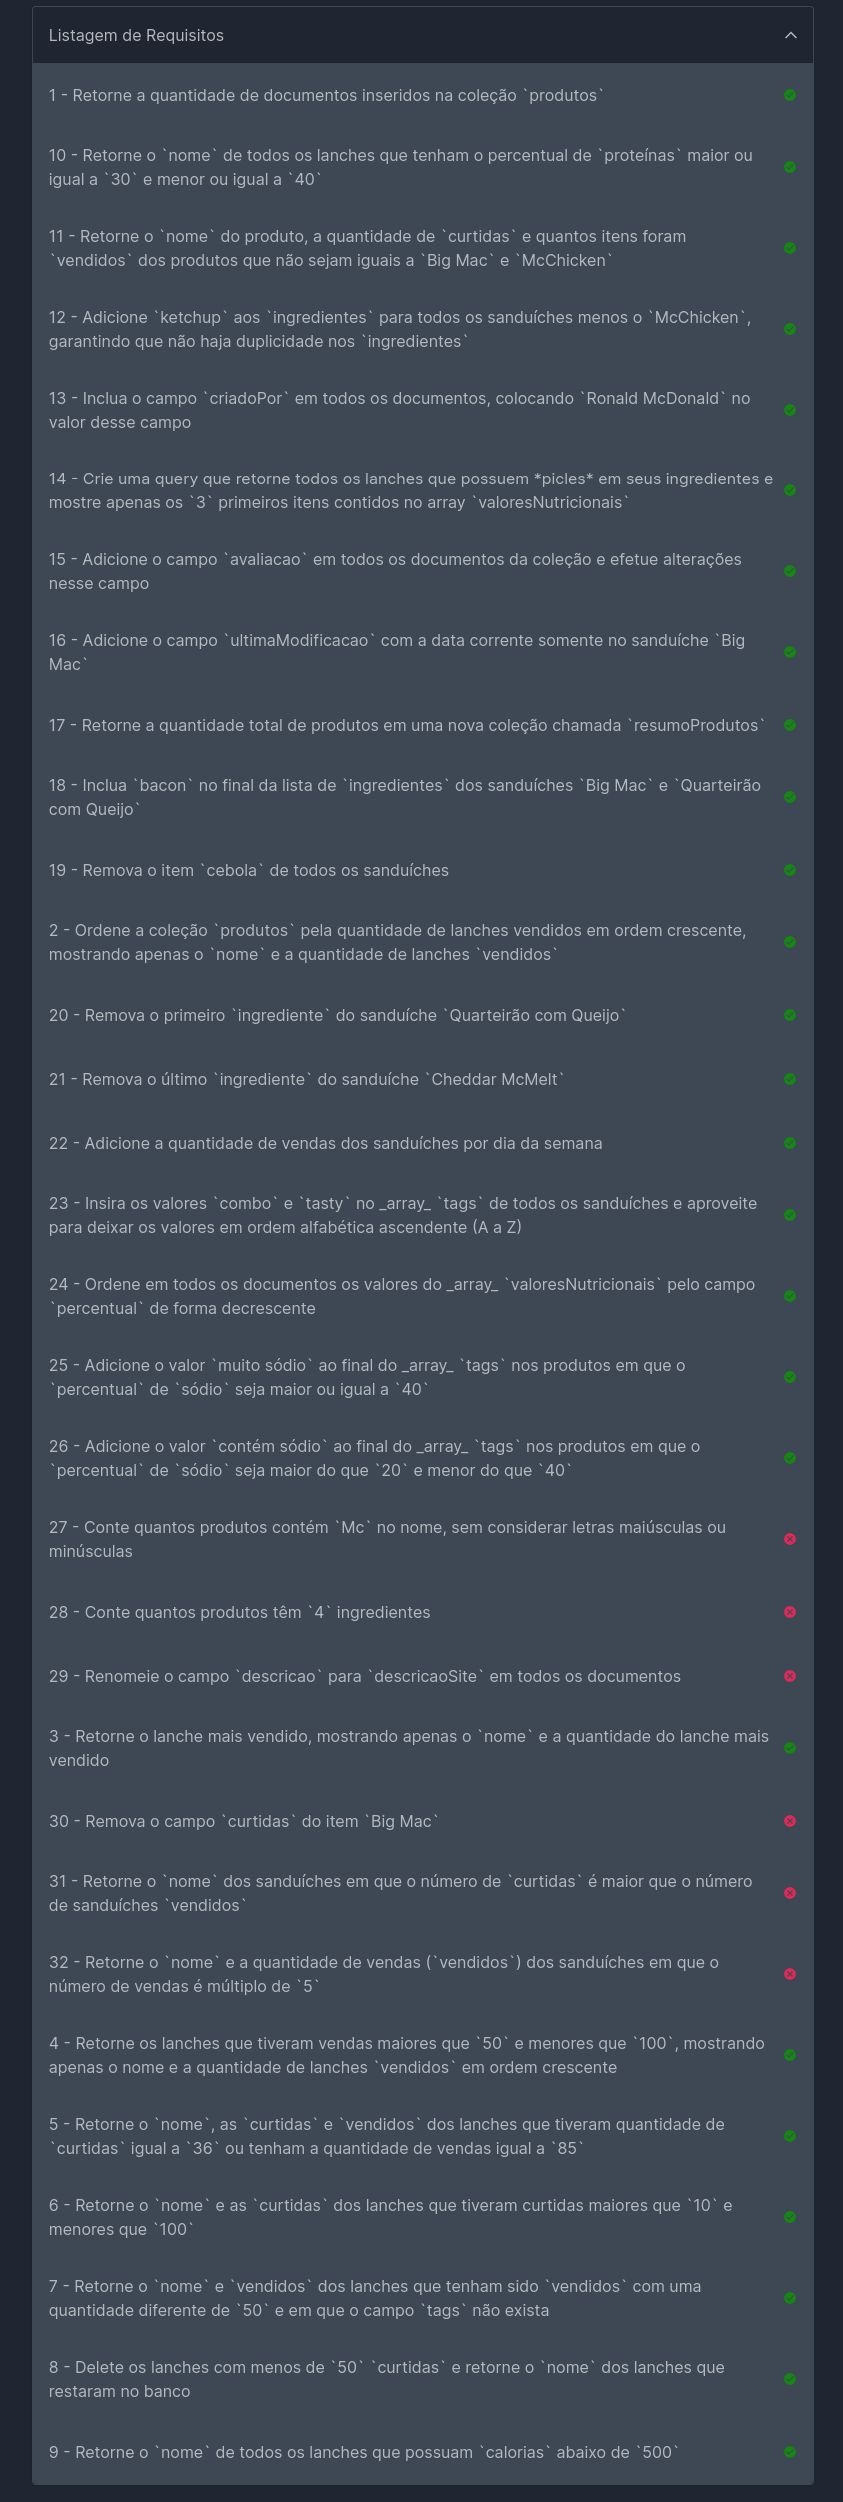 Listagem de Requisitos
1 - Retorne a quantidade de documentos inseridos na coleção `produtos`
10 - Retorne o `nome` de todos os lanches que tenham o percentual de `proteínas` maior ou
igual a `30` e menor ou igual a `40`
11 - Retorne o `nome` do produto, a quantidade de `curtidas` e quantos itens foram
`vendidos` dos produtos que não sejam iguais a `Big Mac` e `McChicken`
12 - Adicione `ketchup` aos `ingredientes` para todos os sanduíches menos o `McChicken`,
garantindo que não haja duplicidade nos `ingredientes`
13 - Inclua o campo `criadoPor` em todos os documentos, colocando `Ronald McDonald` no
valor desse campo
14 - Crie uma query que retorne todos os lanches que possuem *picles* em seus ingredientes e
mostre apenas os `3` primeiros itens contidos no array `valoresNutricionais`
15 - Adicione o campo `avaliacao` em todos os documentos da coleção e efetue alterações
nesse campo
16 - Adicione o campo `ultimaModificacao` com a data corrente somente no sanduíche `Big
Mac`
17 - Retorne a quantidade total de produtos em uma nova coleção chamada `resumoProdutos`
18 - Inclua `bacon` no final da lista de `ingredientes` dos sanduíches `Big Mac` e `Quarteirão
com Queijo`
19 - Remova o item `cebola` de todos os sanduíches
2 - Ordene a coleção `produtos` pela quantidade de lanches vendidos em ordem crescente,
mostrando apenas o `nome` e a quantidade de lanches `vendidos`
20 - Remova o primeiro `ingrediente` do sanduíche `Quarteirão com Queijo`
21 - Remova o último `ingrediente` do sanduíche `Cheddar McMelt`
22 - Adicione a quantidade de vendas dos sanduíches por dia da semana
23 - Insira os valores `combo` e `tasty` no _array_ `tags` de todos os sanduíches e aproveite
para deixar os valores em ordem alfabética ascendente (A a Z)
24 - Ordene em todos os documentos os valores do _array_ `valoresNutricionais` pelo campo
`percentual` de forma decrescente
25 - Adicione o valor `muito sódio` ao final do _array_ `tags` nos produtos em que o
`percentual` de `sódio` seja maior ou igual a `40`
26 - Adicione o valor `contém sódio` ao final do _array_ `tags` nos produtos em que o
`percentual` de `sódio` seja maior do que `20` e menor do que `40`
27 - Conte quantos produtos contém `Mc` no nome, sem considerar letras maiúsculas ou
minúsculas
28 - Conte quantos produtos têm `4` ingredientes
29 - Renomeie o campo `descricao` para `descricaoSite` em todos os documentos
3 - Retorne o lanche mais vendido, mostrando apenas o `nome` e a quantidade do lanche mais
vendido
30 - Remova o campo `curtidas` do item `Big Mac`
31 - Retorne o `nome` dos sanduíches em que o número de `curtidas` é maior que o número
de sanduíches `vendidos`
32 - Retorne o `nome` e a quantidade de vendas (`vendidos`) dos sanduíches em que o
número de vendas é múltiplo de `5`
4 - Retorne os lanches que tiveram vendas maiores que `50` e menores que `100`, mostrando
apenas o nome e a quantidade de lanches `vendidos` em ordem crescente
5 - Retorne o `nome`, as `curtidas` e `vendidos` dos lanches que tiveram quantidade de
`curtidas` igual a `36` ou tenham a quantidade de vendas igual a `85`
6 - Retorne o `nome` e as `curtidas` dos lanches que tiveram curtidas maiores que `10` e
menores que `100`
7 - Retorne o `nome` e `vendidos` dos lanches que tenham sido `vendidos` com uma
quantidade diferente de `50` e em que o campo `tags` não exista
8 - Delete os lanches com menos de `50` `curtidas` e retorne o `nome` dos lanches que
restaram no banco
9 - Retorne o `nome` de todos os lanches que possuam `calorias` abaixo de `500`